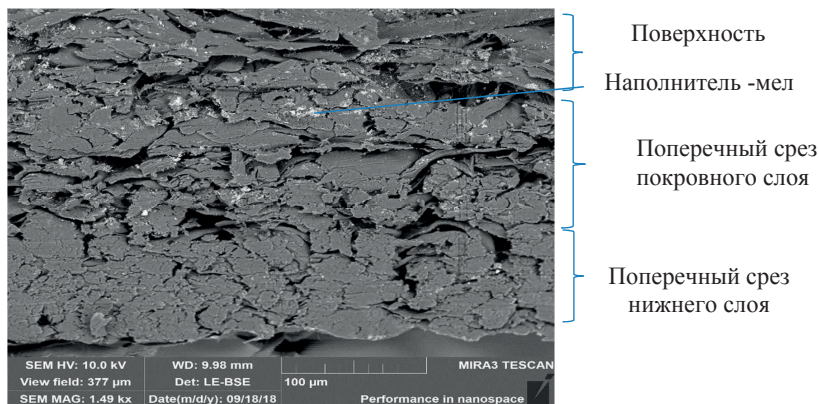 Поверхность
Наполнитель -мел
Поперечный срез
покровного слоя
Поперечный срез
нижнего слоя
SEM HV: 10.0 kV
WD: 9.98 mm
MIRA3 TESCAN
View field: 377 µm
Det: LE-BSE
100 µm
SEM MAG: 1.49 kx
Date(m/d/y): 09/18/18
Performance in nanospace